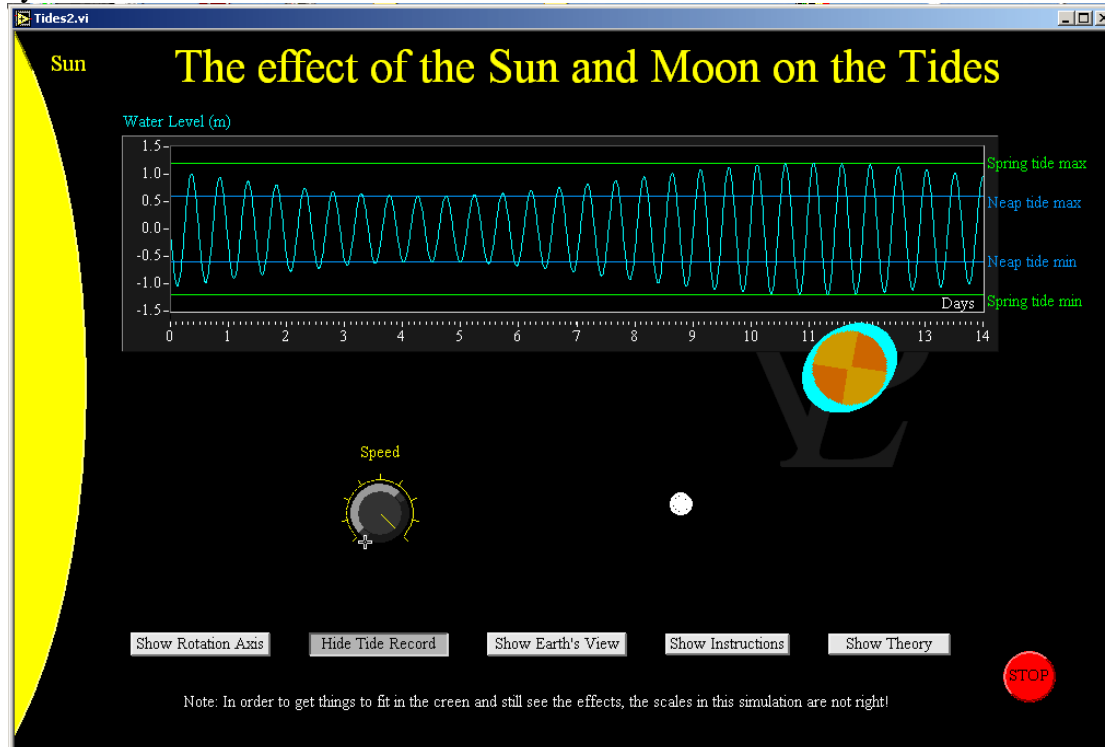 Tides2.vi
Sun
The effect of the Sun and Moon on the Tides
Water Level (m)
1.5
1.0
0.5
0.0
-0.5
-1.0
-1.5
Spring tide max
Neap tide max
Neap tide min
Spring tide min
Days
0 1 2 3 4 5 6 7 8 9 10 11 13 14
Speed
Show Rotation Axis Hide Tide Record Show Earth's View Show Instructions Show Theory
STOP
Note: In order to get things to fit in the creen and still see the effects, the scales in this simulation are not right!